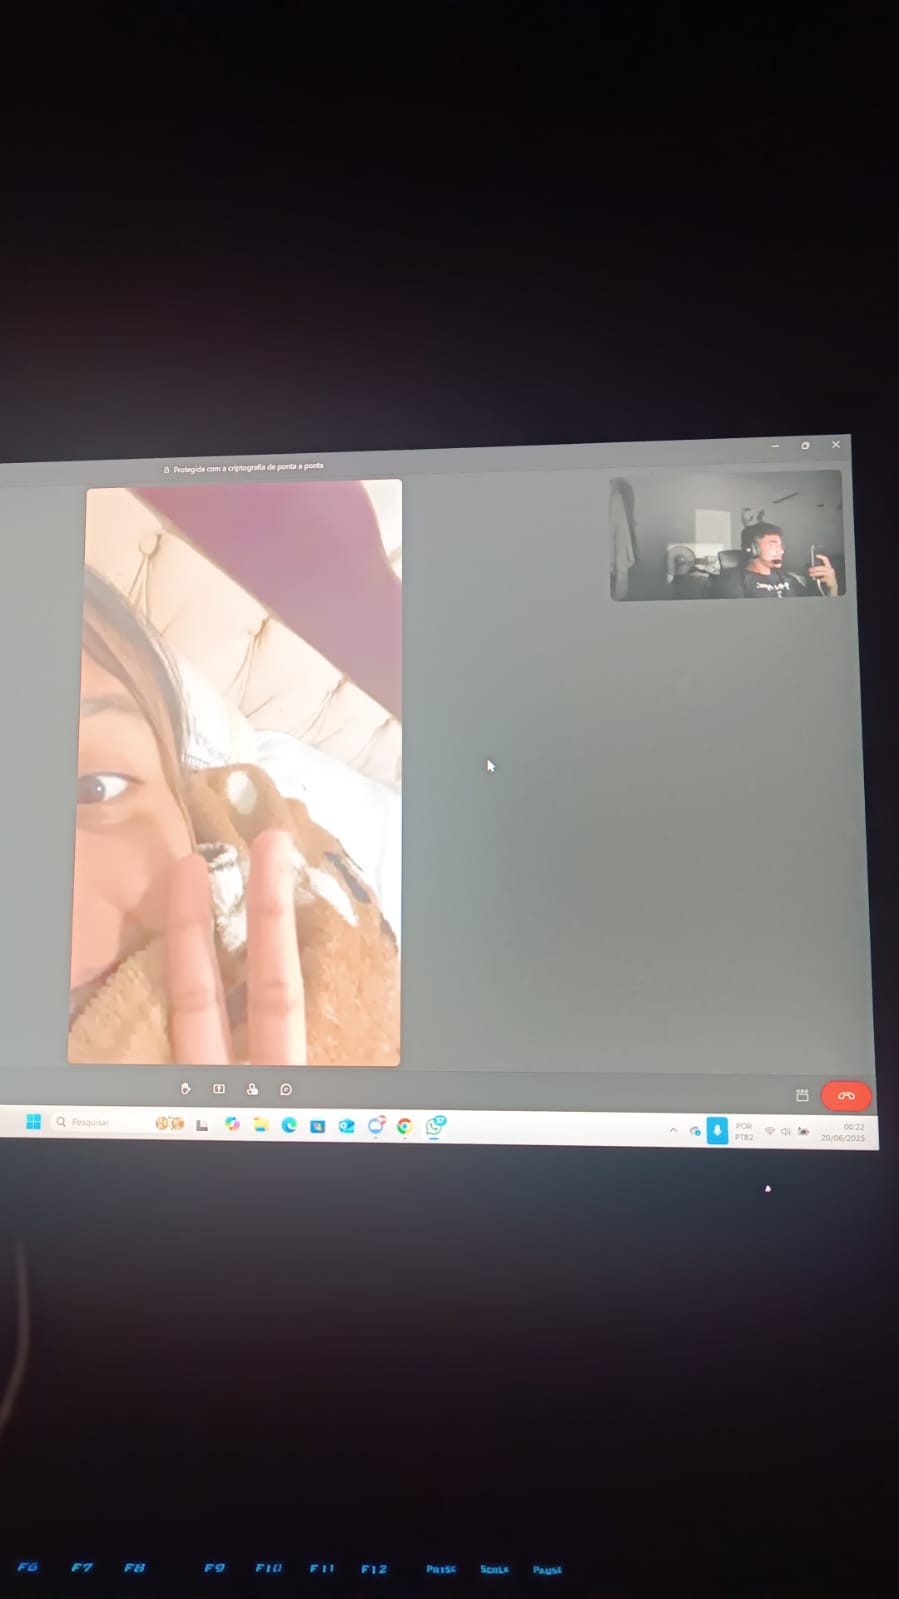 Protegida com a criptografia de ponta a ponta
Pesquisar
POR
PTB2
00:22
20/06/2025
F6 F7 F8 F9 F10 F11 F12 PrtSc ScrLk Pause